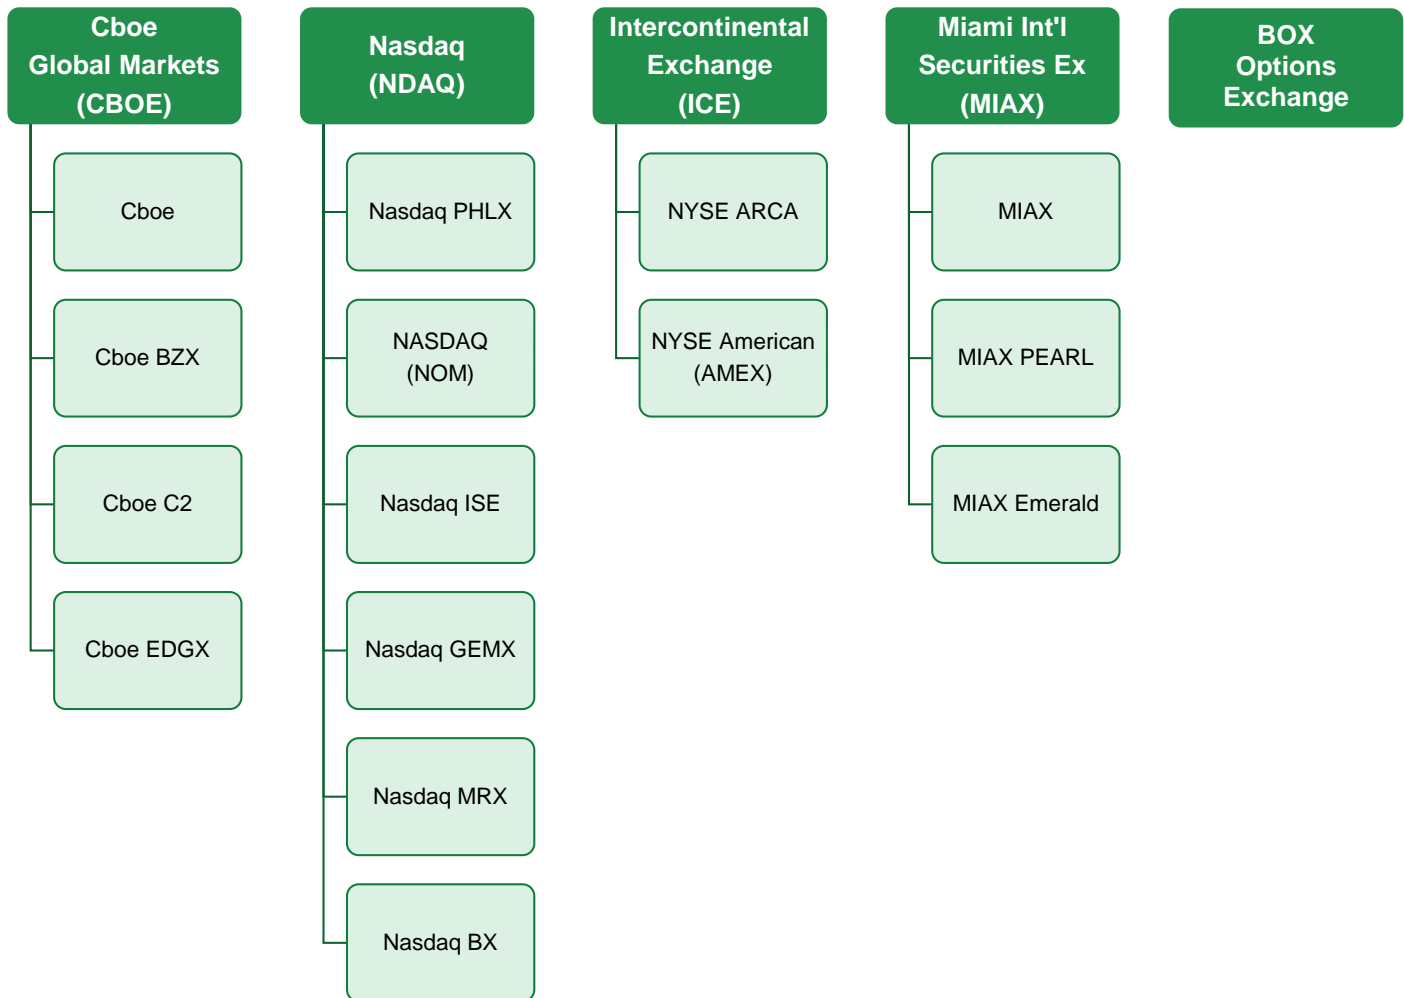 Cboe
Global Markets
(CBOE)
Cboe
Cboe BZX
Cboe C2
Cboe EDGX
Nasdaq
(NDAQ)
Nasdaq PHLX
NASDAQ
(NOM)
Nasdaq ISE
Nasdaq GEMX
Nasdaq MRX
Nasdaq BX
Intercontinental
Exchange
(ICE)
NYSE ARCA
NYSE American
(AMEX)
Miami Int'l
Securities Ex
(MIAX)
MIAX
MIAX PEARL
MIAX Emerald
BOX
Options
Exchange